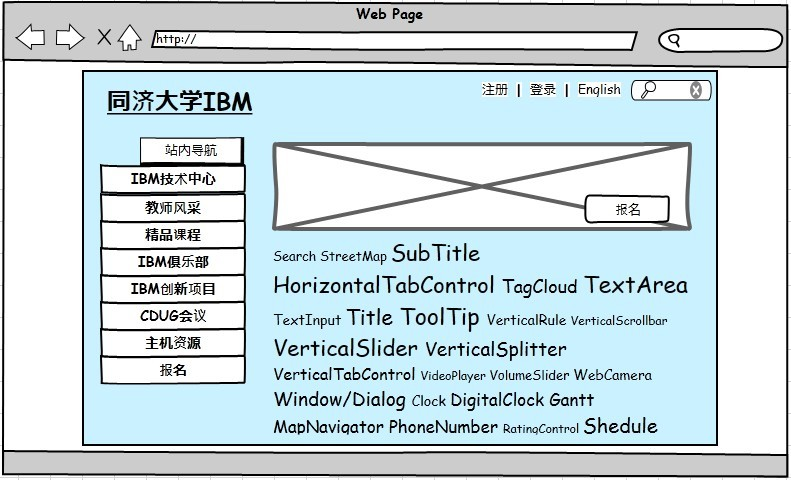 Web Page
http://
注册 | 登录 | English
同济大学IBM
站内导航
IBM技术中心
教师风采
精品课程
IBM俱乐部
IBM创新项目
CDUG会议
主机资源
报名
报名
Search StreetMap SubTitle
HorizontalTabControl TagCloud TextArea
TextInput Title ToolTip VerticalRule VerticalScrollbar
VerticalSlider VerticalSplitter
VerticalTabControl VideoPlayer VolumeSlider WebCamera
Window/Dialog Clock DigitalClock Gantt
MapNavigator PhoneNumber RatingControl Shedule